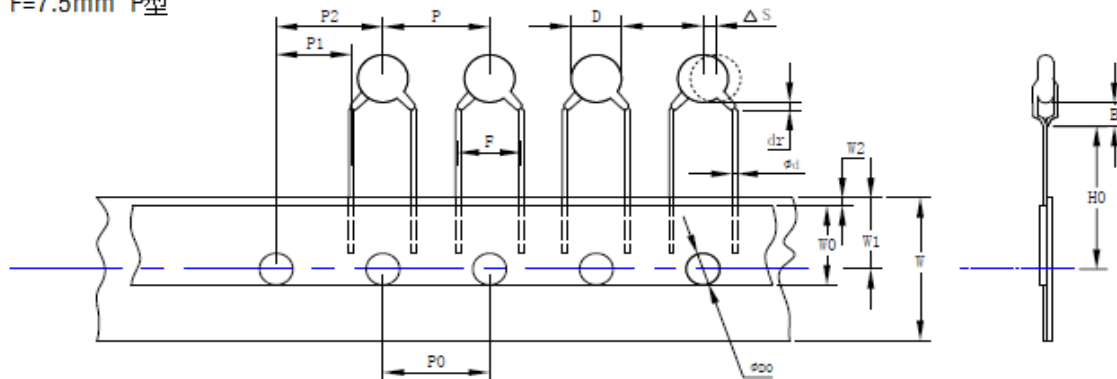 F=7.5mm P型
P2 P D △S
P1
F
dr
φd
W2
W0
W1
W
P0
φD0
B
H0